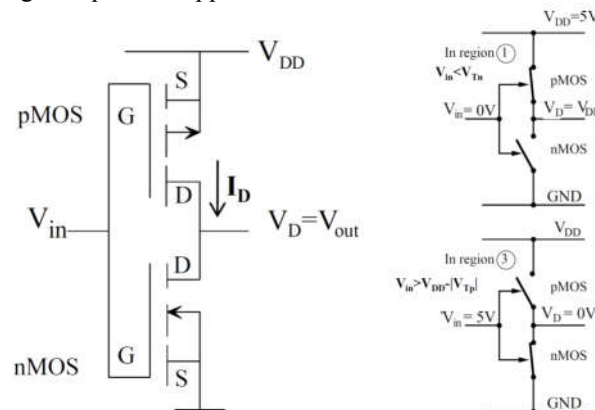 S
V_DD
pMOS
G
I_D
D
V_in
V_D=V_out
D
G
nMOS
S
V_DD=5V
In region ①
V_in<V_Tn
pMOS
V_in=0V
nMOS
GND
V_DD
In region ③
V_in>V_DD-|V_Tp|
pMOS
V_in= 5V
V_D= 0V
nMOS
GND